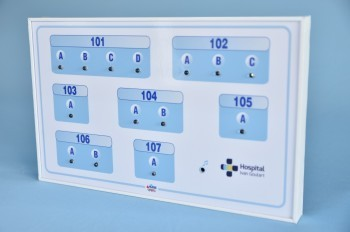 101 102
A B C D A B C
103 104 105
A A B A
106 107
A B A
Hospital